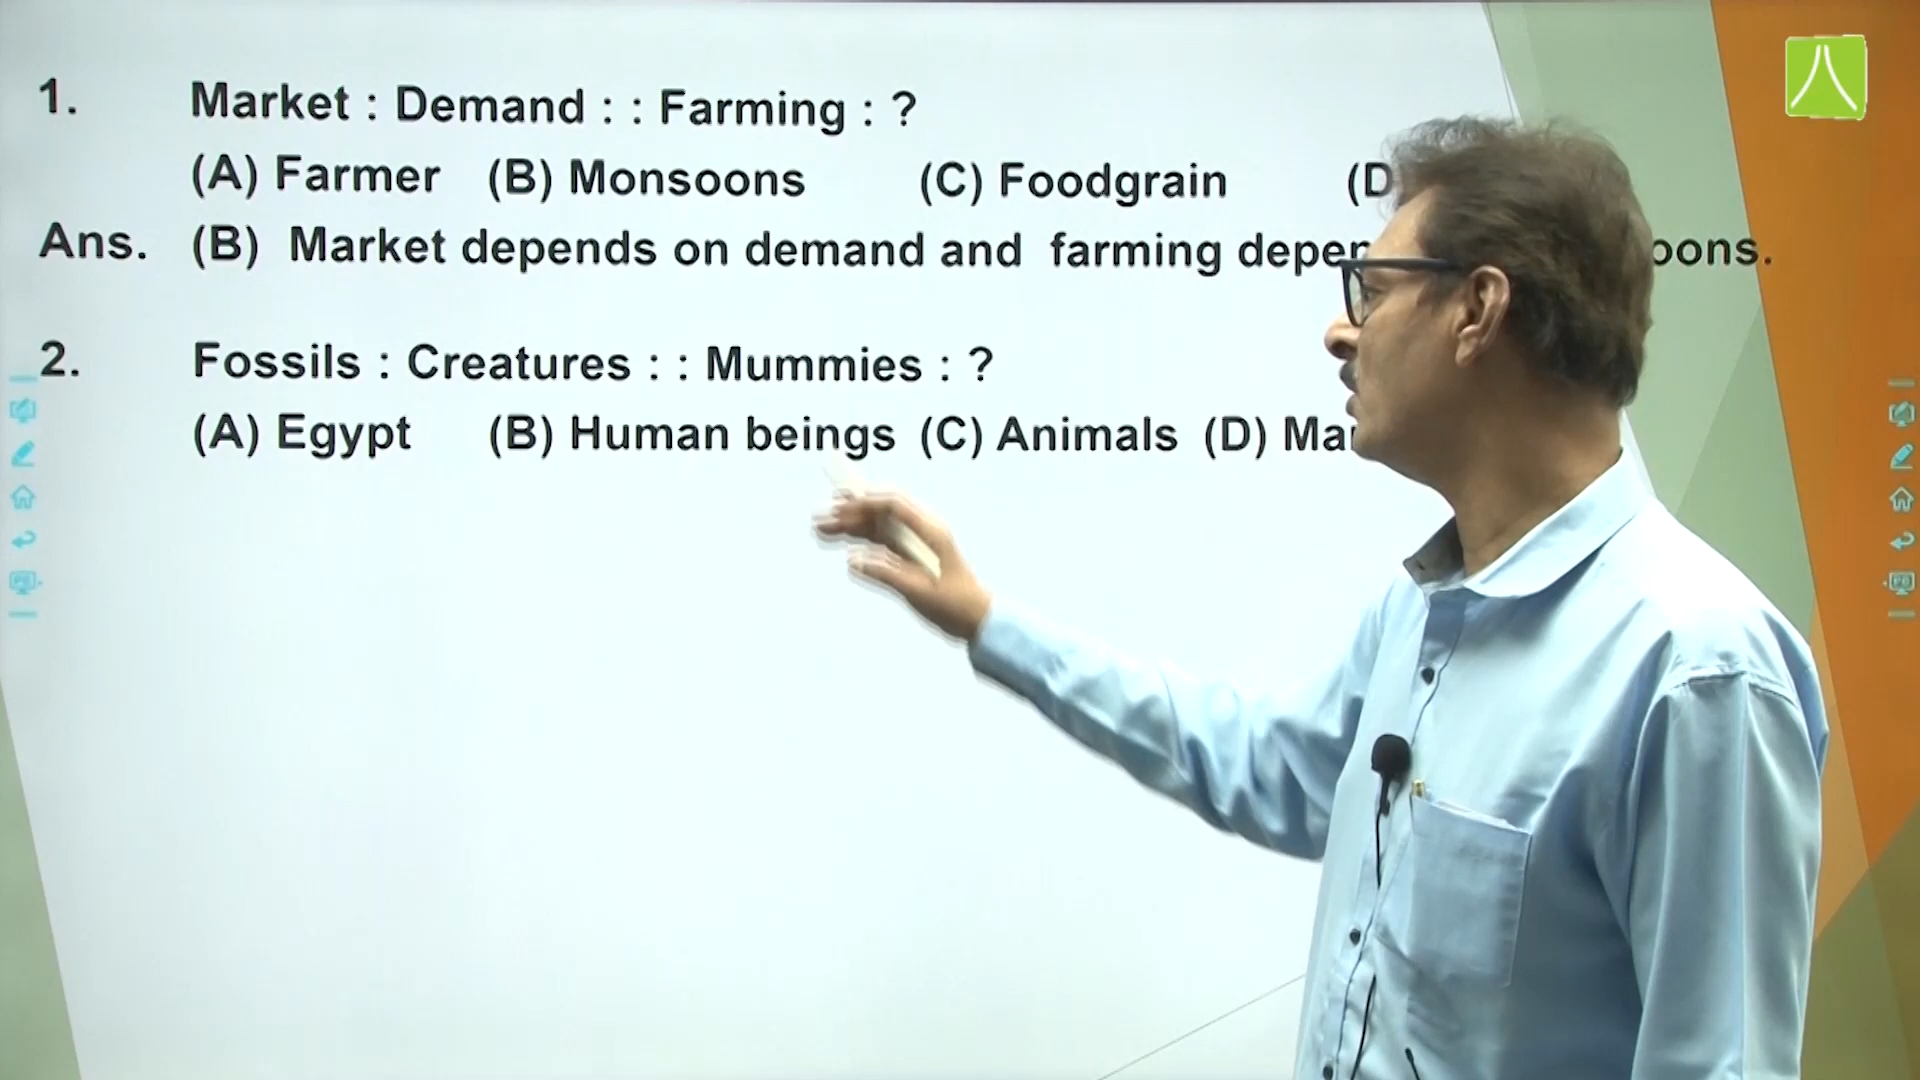 1. Market : Demand : : Farming : ?
(A) Farmer (B) Monsoons (C) Foodgrain (D
Ans. (B) Market depends on demand and farming
2. Fossils : Creatures : : Mummies : ?
(A) Egypt (B) Human beings (C) Animals (D)